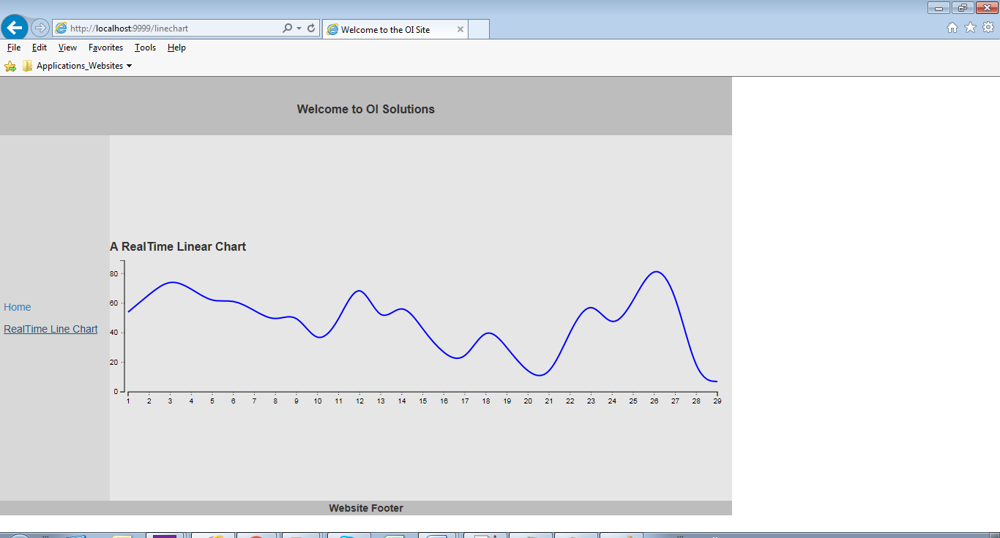 http://localhost:9999/linechart
Welcome to the OI Site
File Edit View Favorites Tools Help
Applications_Websites
Welcome to OI Solutions
Home
RealTime Line Chart
A RealTime Linear Chart
80
60
40
20
0
1 2 3 4 5 6 7 8 9 10 11 12 13 14 15 16 17 18 19 20 21 22 23 24 25 26 27 28 29
Website Footer